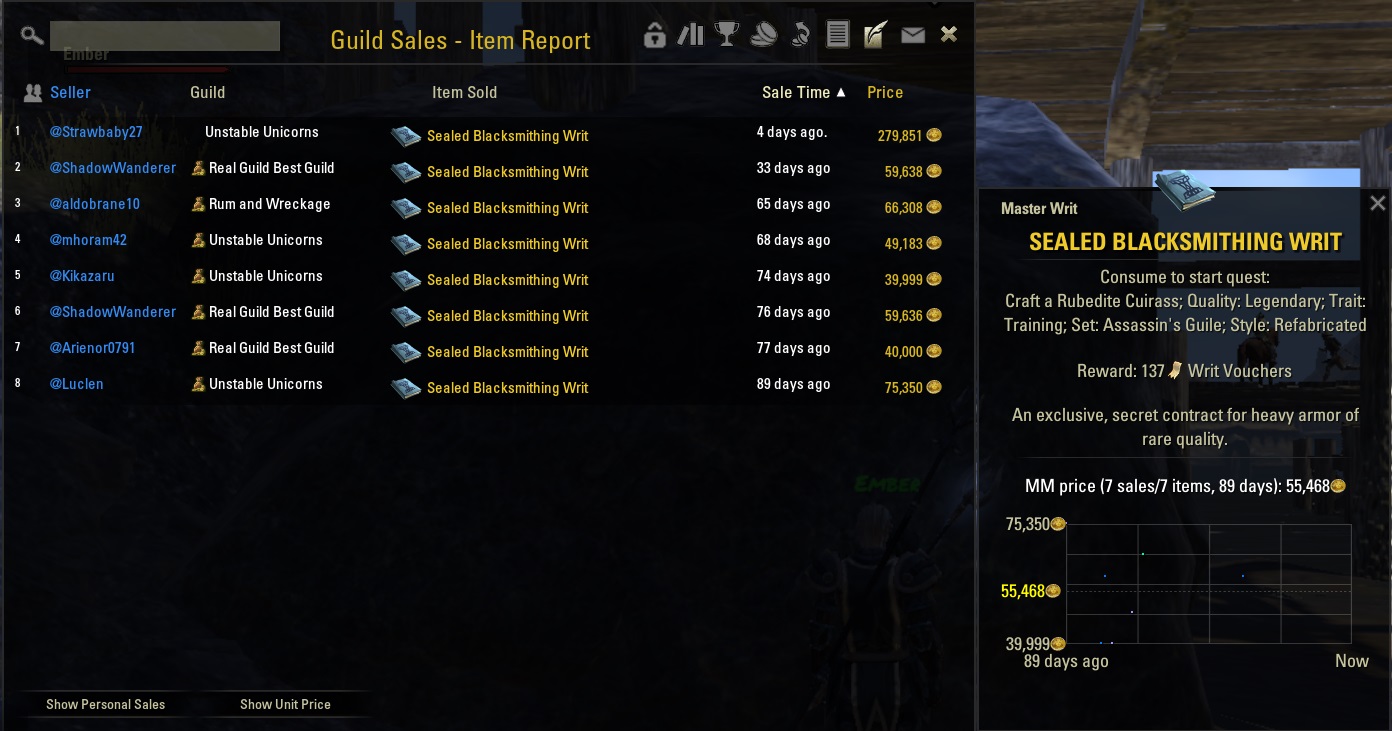 Ember
Guild Sales - Item Report
Seller Guild Item Sold Sale Time ▲ Price
1 @Strawbaby27 Unstable Unicorns Sealed Blacksmithing Writ 4 days ago. 279,851
2 @ShadowWanderer Real Guild Best Guild Sealed Blacksmithing Writ 33 days ago 59,638
3 @aldobrane10 Rum and Wreckage Sealed Blacksmithing Writ 65 days ago 66,308
4 @mhoram42 Unstable Unicorns Sealed Blacksmithing Writ 68 days ago 49,183
5 @Kikazaru Unstable Unicorns Sealed Blacksmithing Writ 74 days ago 39,999
6 @ShadowWanderer Real Guild Best Guild Sealed Blacksmithing Writ 76 days ago 59,636
7 @Arienor0791 Real Guild Best Guild Sealed Blacksmithing Writ 77 days ago 40,000
8 @Luclen Unstable Unicorns Sealed Blacksmithing Writ 89 days ago 75,350
Ember
Show Personal Sales Show Unit Price
Master Writ
SEALED BLACKSMITHING WRIT
Consume to start quest:
Craft a Rubedite Cuirass; Quality: Legendary; Trait:
Training; Set: Assassin's Guile; Style: Refabricated
Reward: 137 Writ Vouchers
An exclusive, secret contract for heavy armor of
rare quality.
MM price (7 sales/7 items, 89 days): 55,468
75,350
55,468
39,999
89 days ago Now